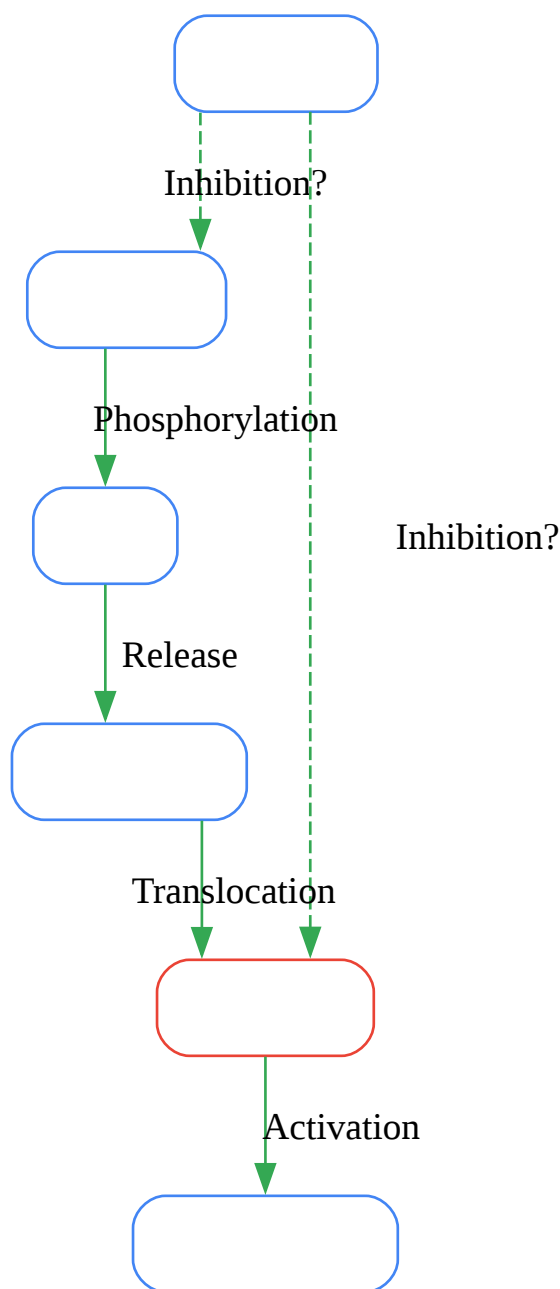 Inhibition?
Phosphorylation
Inhibition?
Release
Translocation
Activation